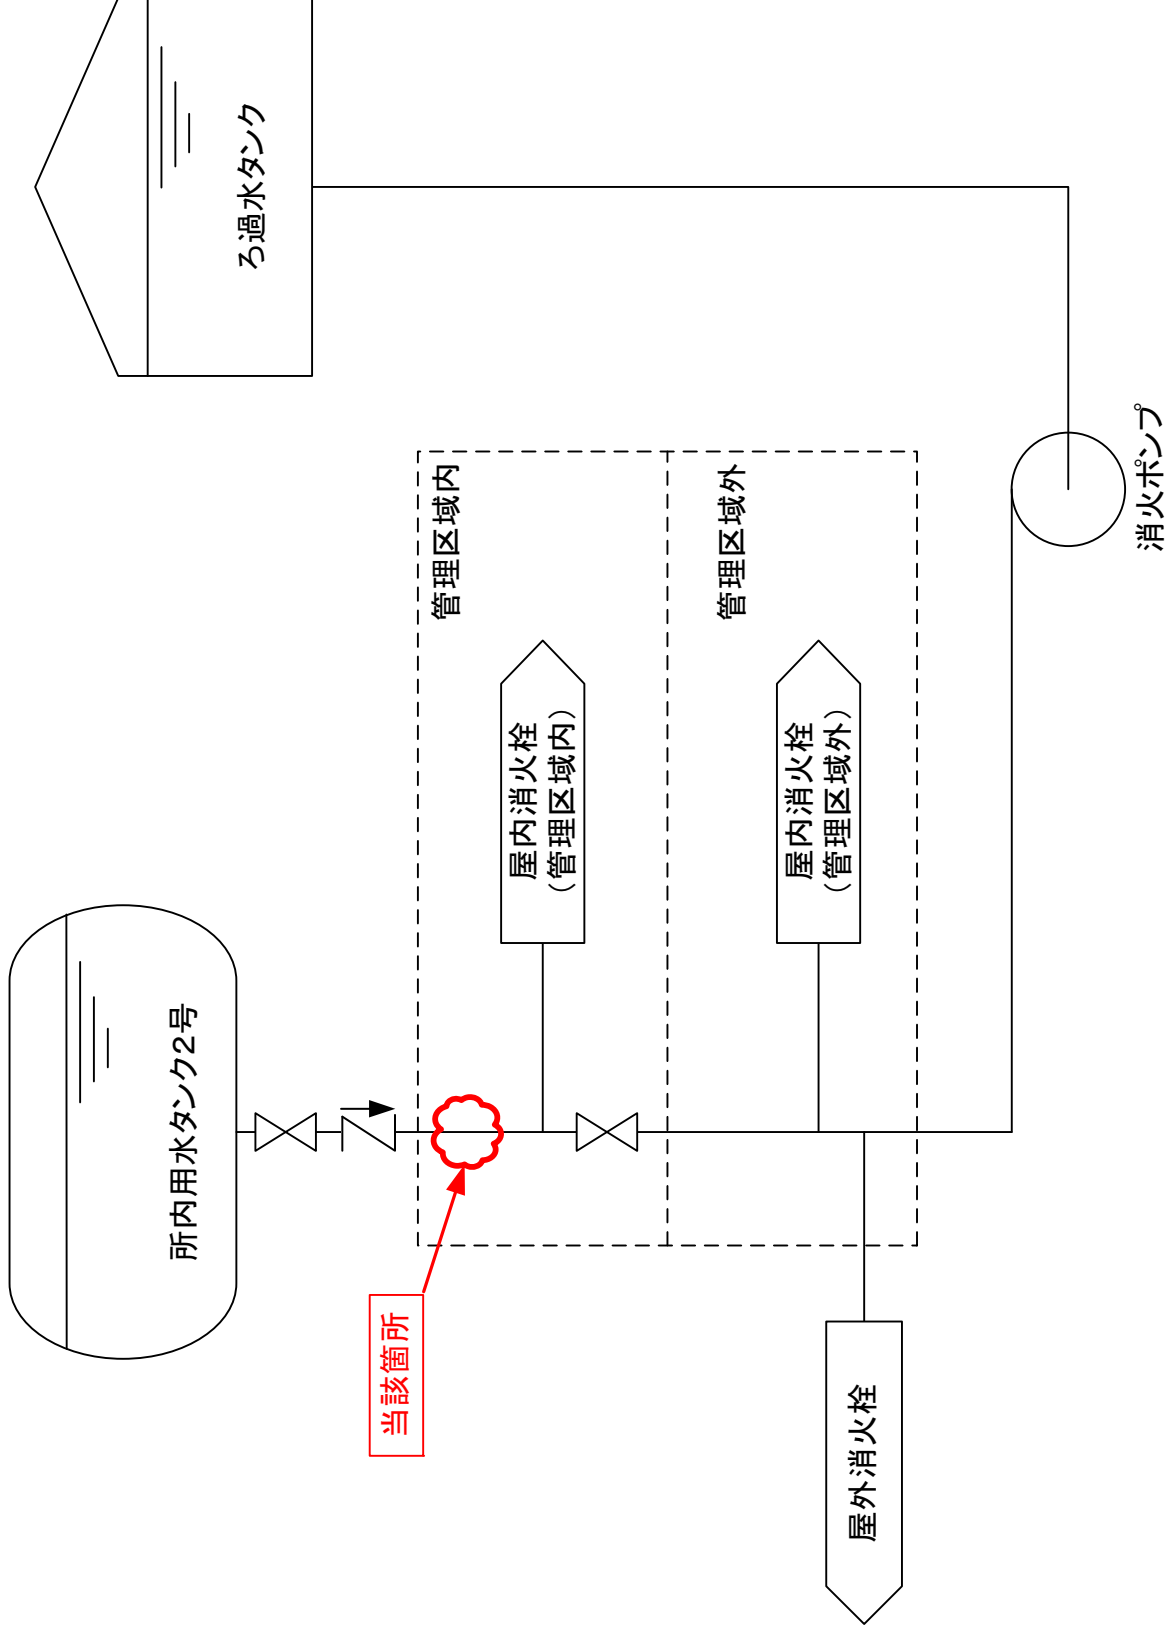 ろ過水タンク
所内用水タンク２号
管理区域内
屋内消火栓
（管理区域内）
当該箇所
管理区域外
屋内消火栓
（管理区域外）
屋外消火栓
消火ポンプ